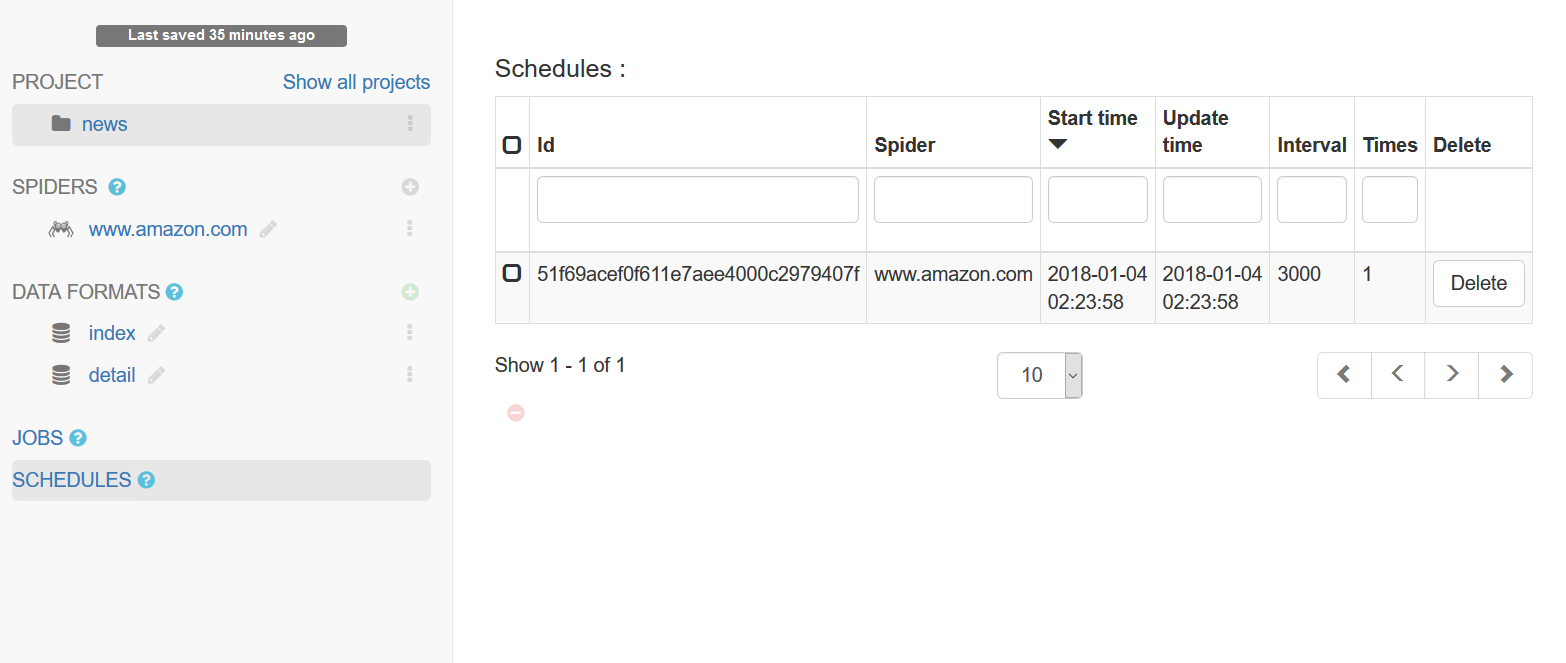 Last saved 35 minutes ago
PROJECT Show all projects
news
SPIDERS ?
www.amazon.com
DATA FORMATS ?
index
detail
JOBS ?
SCHEDULES ?
Schedules :
Id Spider Start time Update time Interval Times Delete
51f69acef0f611e7aee4000c2979407f www.amazon.com 2018-01-04 02:23:58 2018-01-04 02:23:58 3000 1 Delete
Show 1 - 1 of 1 10